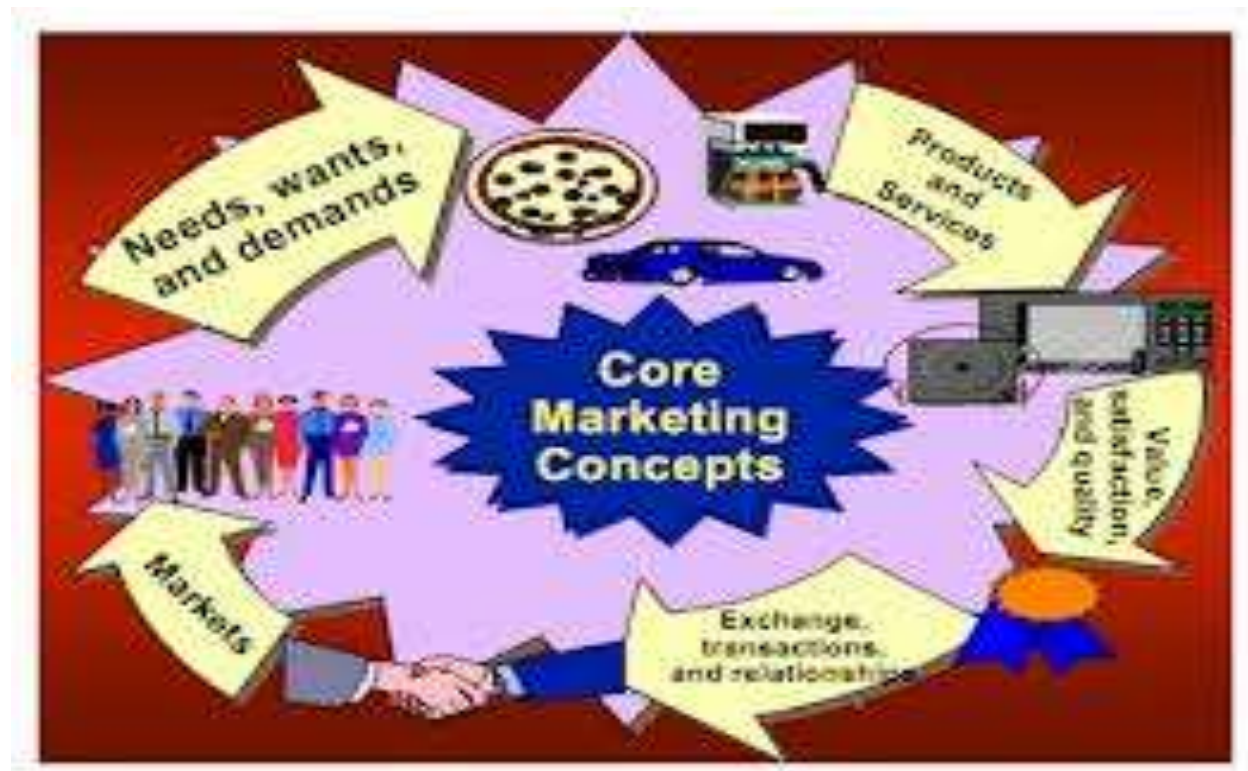 Needs, wants,
and demands
Products
and
Services
Core
Marketing
Concepts
Value,
satisfaction,
and quality
Exchange,
transactions,
and relationships
Markets